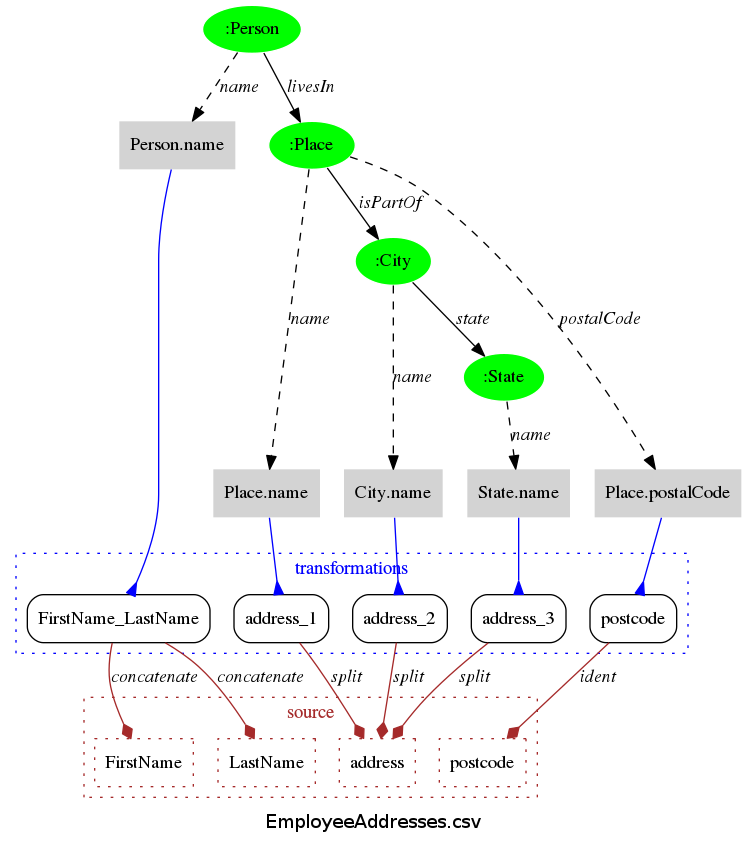 :Person
name
livesIn
Person.name
:Place
isPartOf
:City
name
state
postalCode
name
:State
name
Place.name
City.name
State.name
Place.postalCode
transformations
FirstName_LastName
address_1
address_2
address_3
postcode
concatenate
concatenate
split
split
split
ident
source
FirstName
LastName
address
postcode
EmployeeAddresses.csv